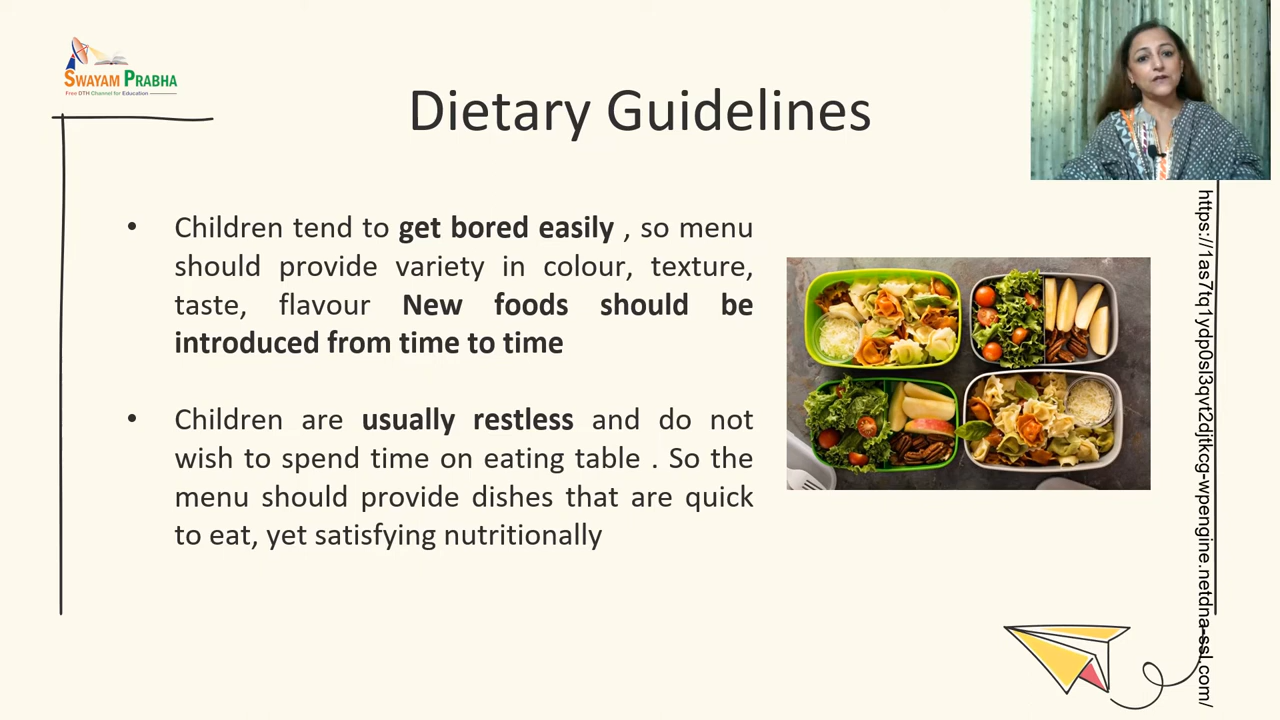 SWAYAM PRABHA
Free DTH Channel for Education
Dietary Guidelines
• Children tend to get bored easily , so menu
should provide variety in colour, texture,
taste, flavour New foods should be
introduced from time to time
• Children are usually restless and do not
wish to spend time on eating table . So the
menu should provide dishes that are quick
to eat, yet satisfying nutritionally
https://1as7tq1ydp0sl3qvt2djtkcg-wpengine.netdna-ssl.com/